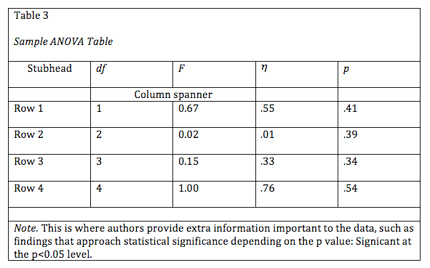 Table 3
Sample ANOVA Table
Stubhead df F η p
Column spanner
Row 1 1 0.67 .55 .41
Row 2 2 0.02 .01 .39
Row 3 3 0.15 .33 .34
Row 4 4 1.00 .76 .54
Note. This is where authors provide extra information important to the data, such as
findings that approach statistical significance depending on the p value: Signicant at
the p<0.05 level.